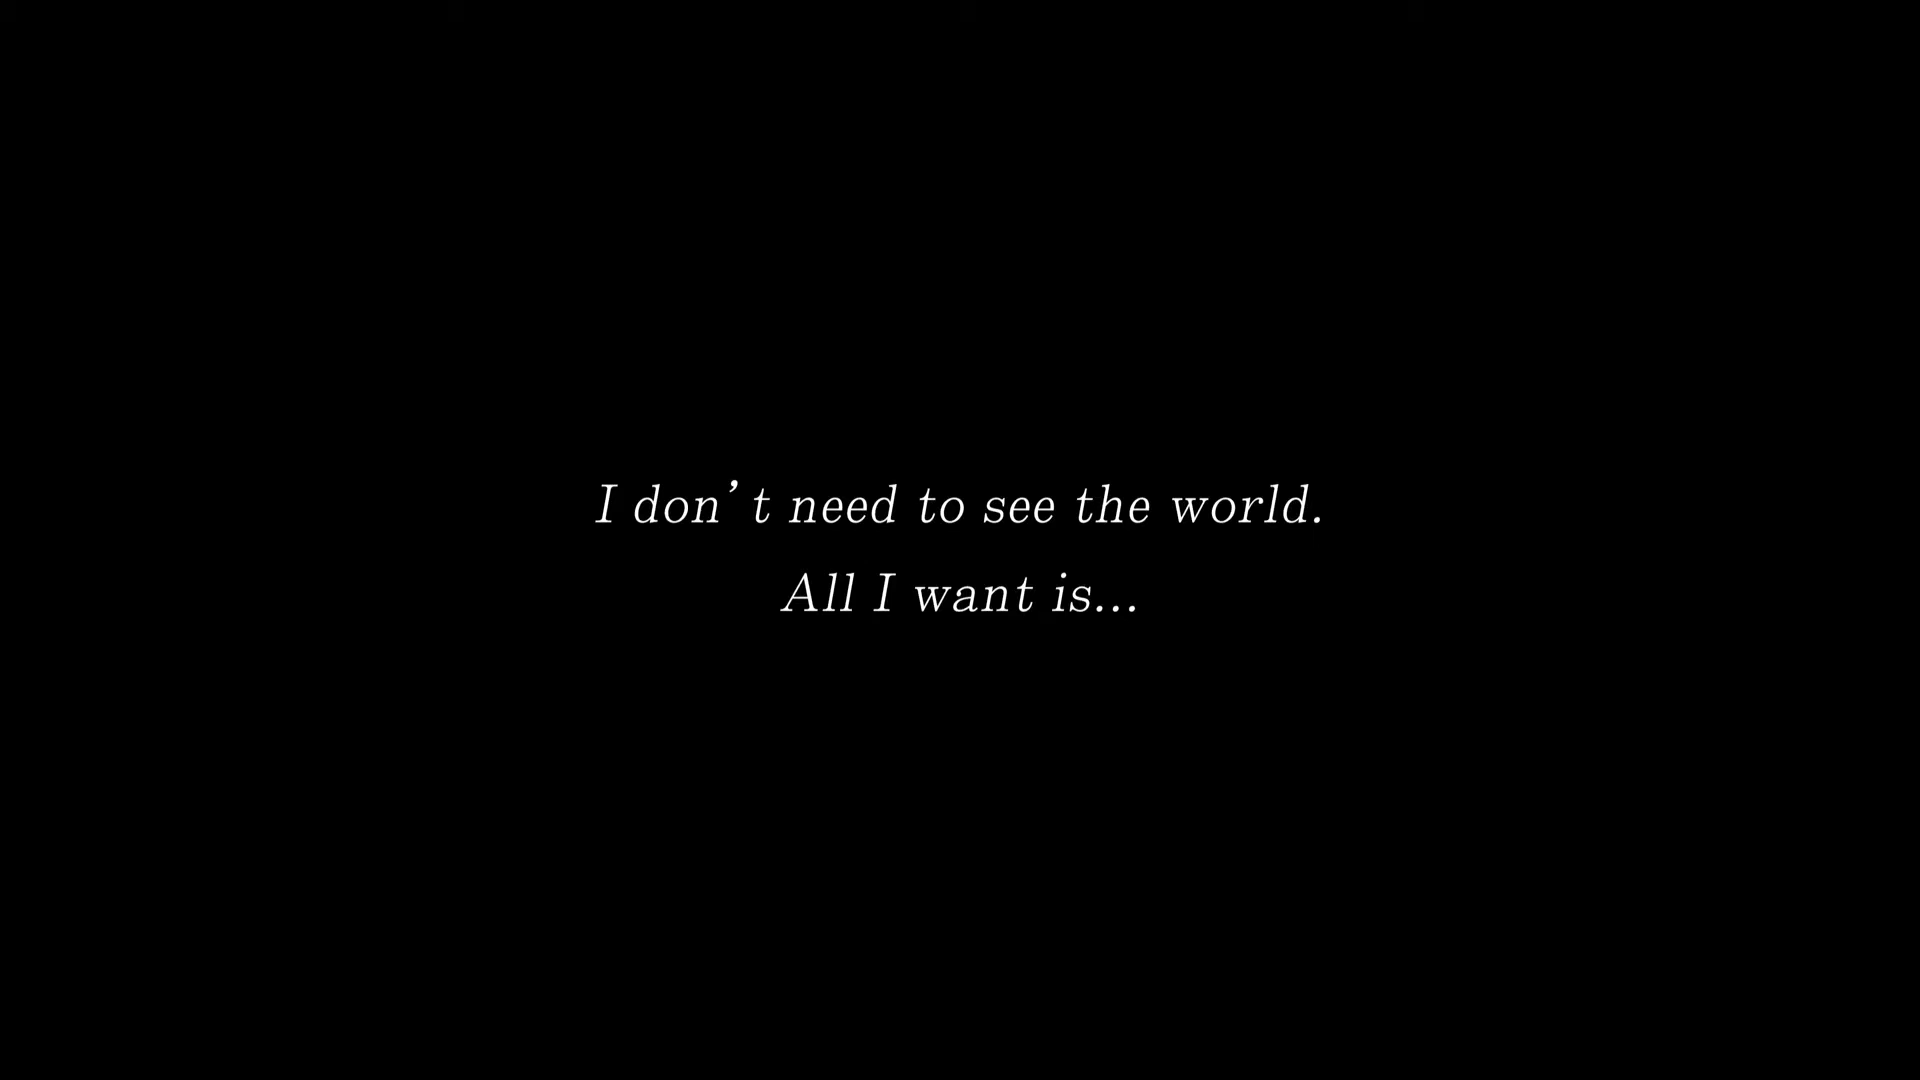 I don’t need to see the world.
All I want is...